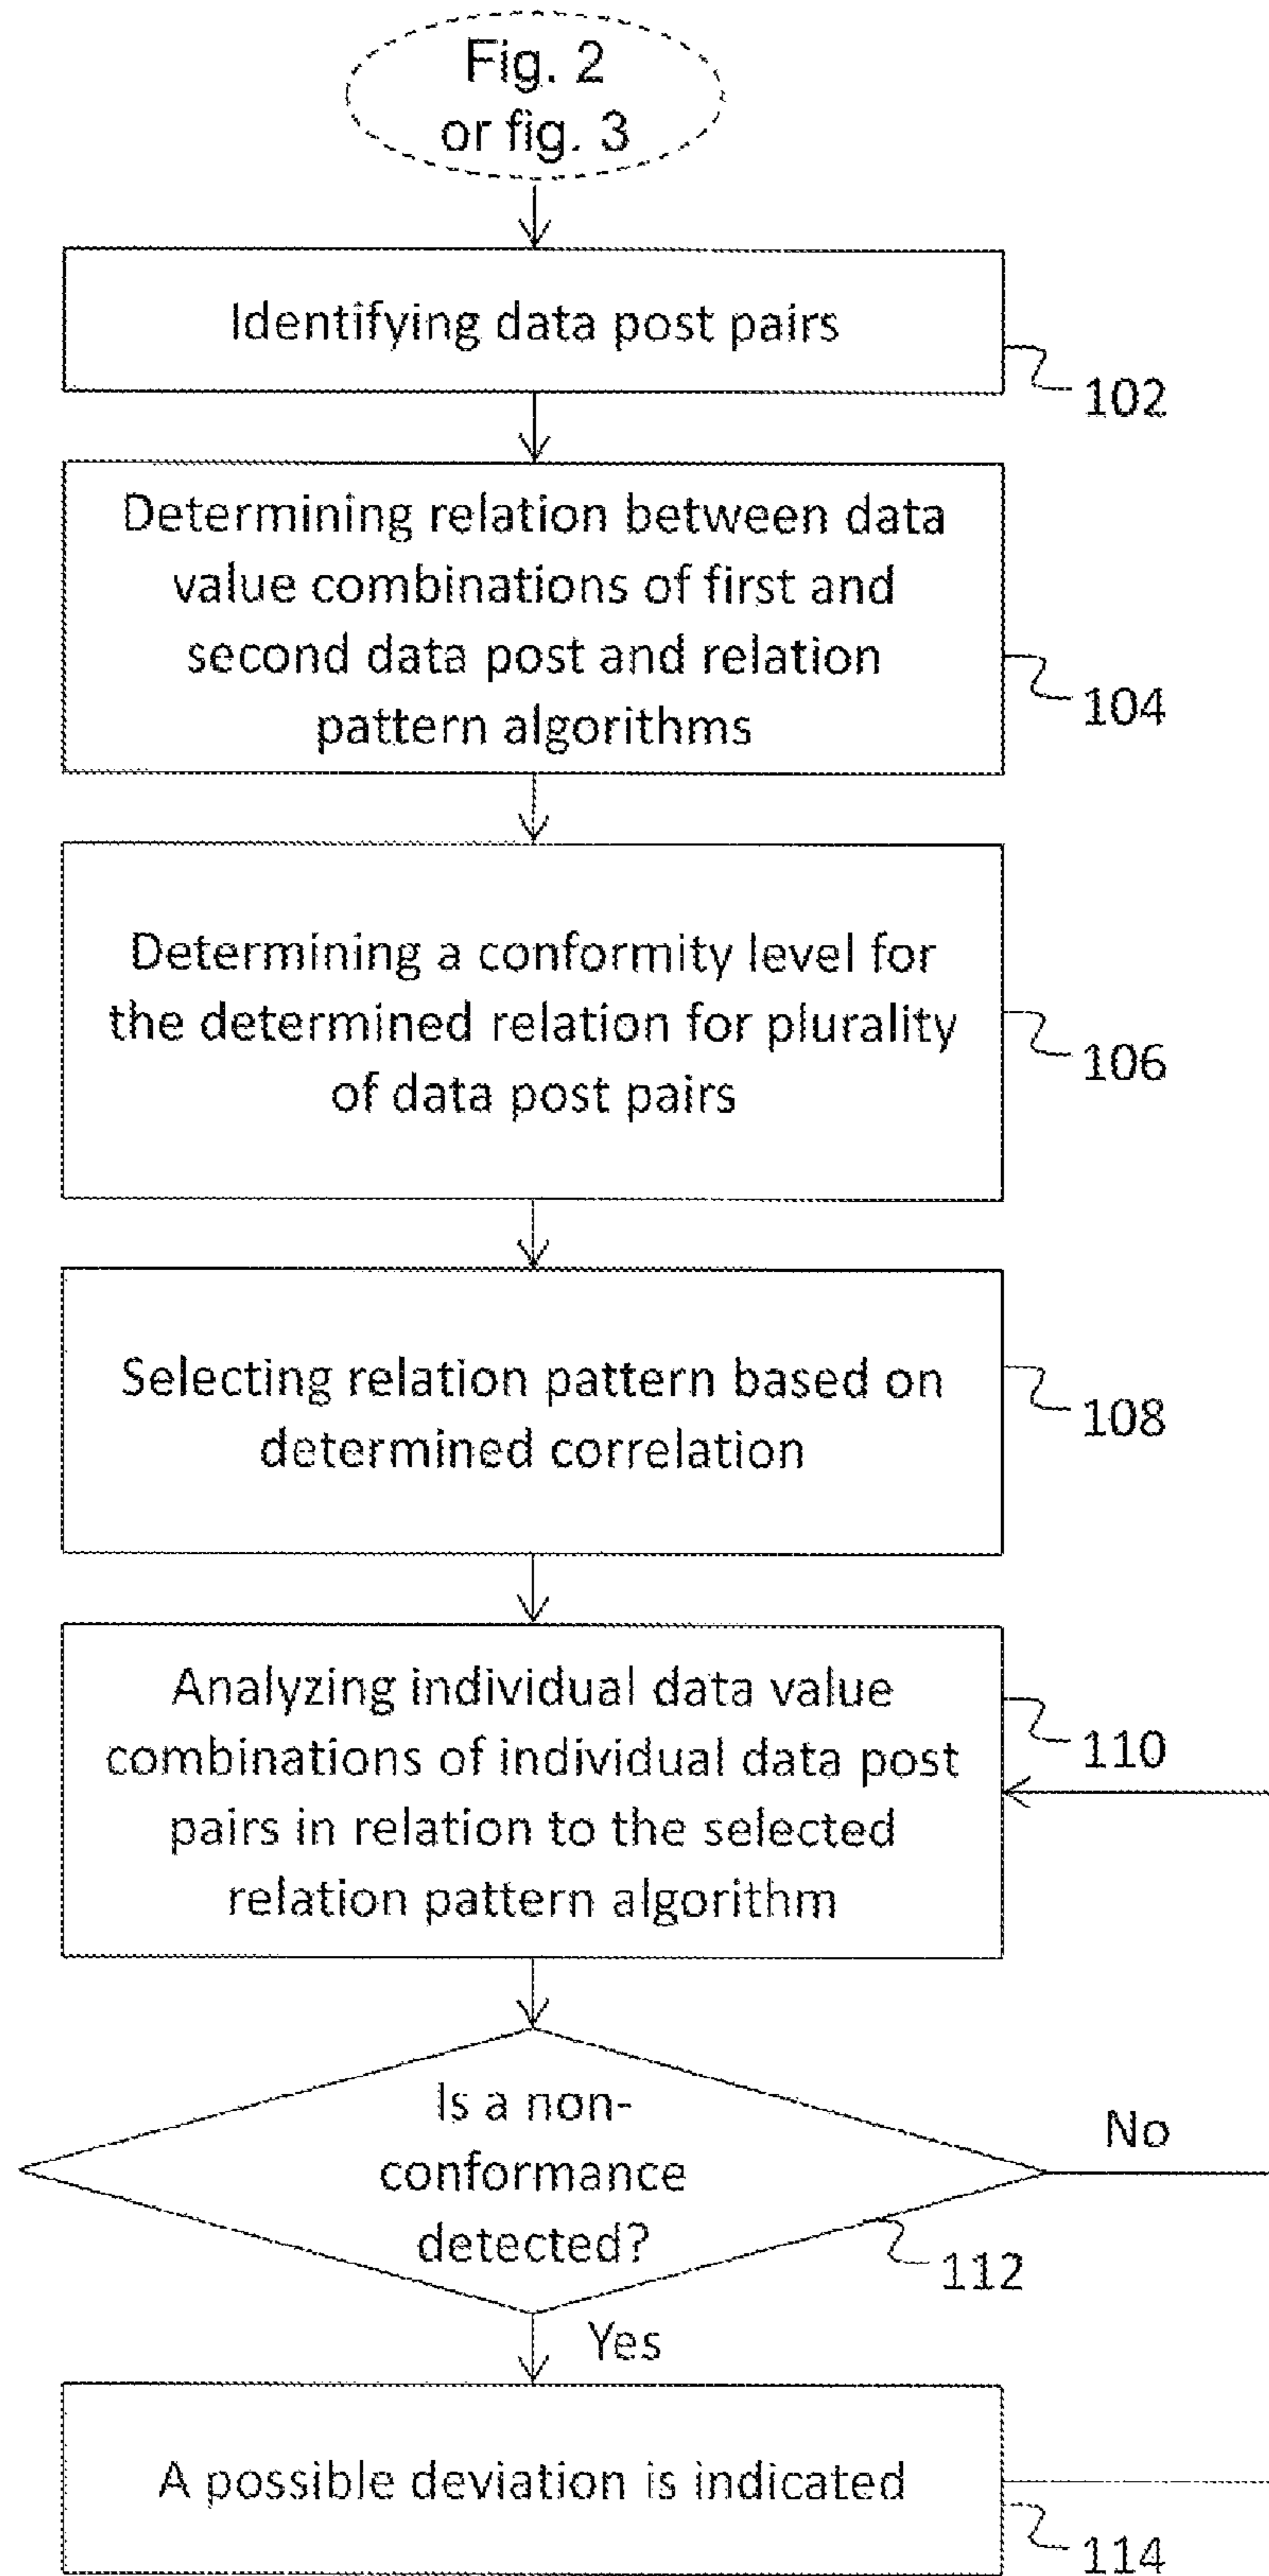 Fig. 2
or fig. 3
Identifying data post pairs
102
Determining relation between data
value combinations of first and
second data post and relation
pattern algorithms
104
Determining a conformity level for
the determined relation for plurality
of data post pairs
106
Selecting relation pattern based on
determined correlation
108
Analyzing individual data value
combinations of individual data post
pairs in relation to the selected
relation pattern algorithm
110
Is a non-
conformance
detected?
No
112
Yes
A possible deviation is indicated
114